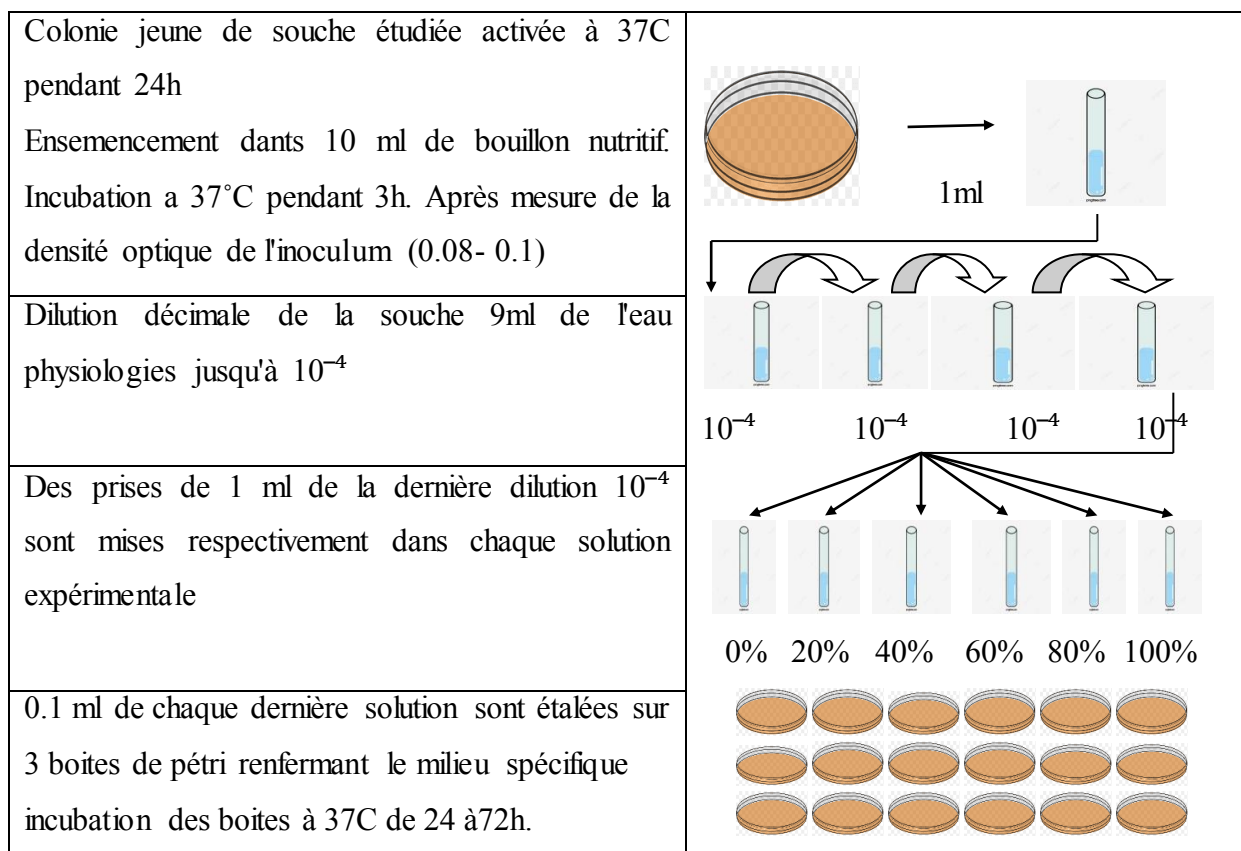 Colonie jeune de souche étudiée activée à 37C
pendant 24h
Ensemencement dants 10 ml de bouillon nutritif.
Incubation a 37°C pendant 3h. Après mesure de la
densité optique de l'inoculum (0.08- 0.1)
1ml
Dilution décimale de la souche 9ml de l'eau
physiologies jusqu'à 10⁻⁴
10⁻⁴ 10⁻⁴ 10⁻⁴ 10⁻⁴
Des prises de 1 ml de la dernière dilution 10⁻⁴
sont mises respectivement dans chaque solution
expérimentale
0% 20% 40% 60% 80% 100%
0.1 ml de chaque dernière solution sont étalées sur
3 boites de pétri renfermant le milieu spécifique
incubation des boites à 37C de 24 à72h.